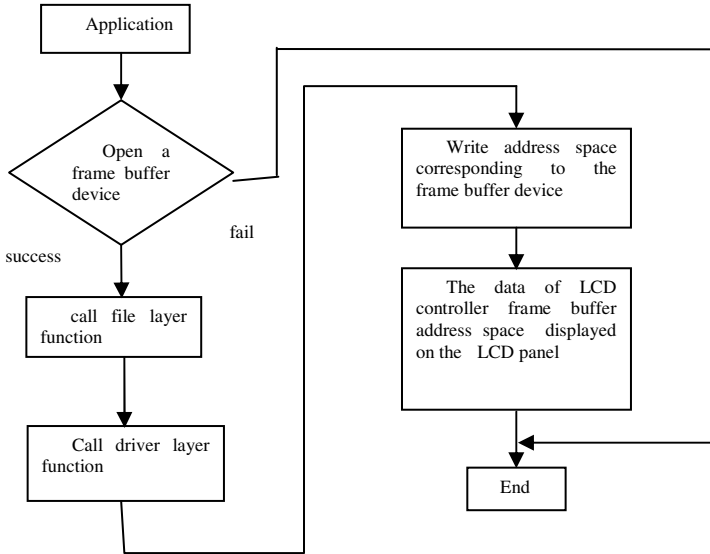 Application
Open a
frame buffer
device
fail
success
call file layer
function
Call driver layer
function
Write address space
corresponding to the
frame buffer device
The data of LCD
controller frame buffer
address space displayed
on the LCD panel
End